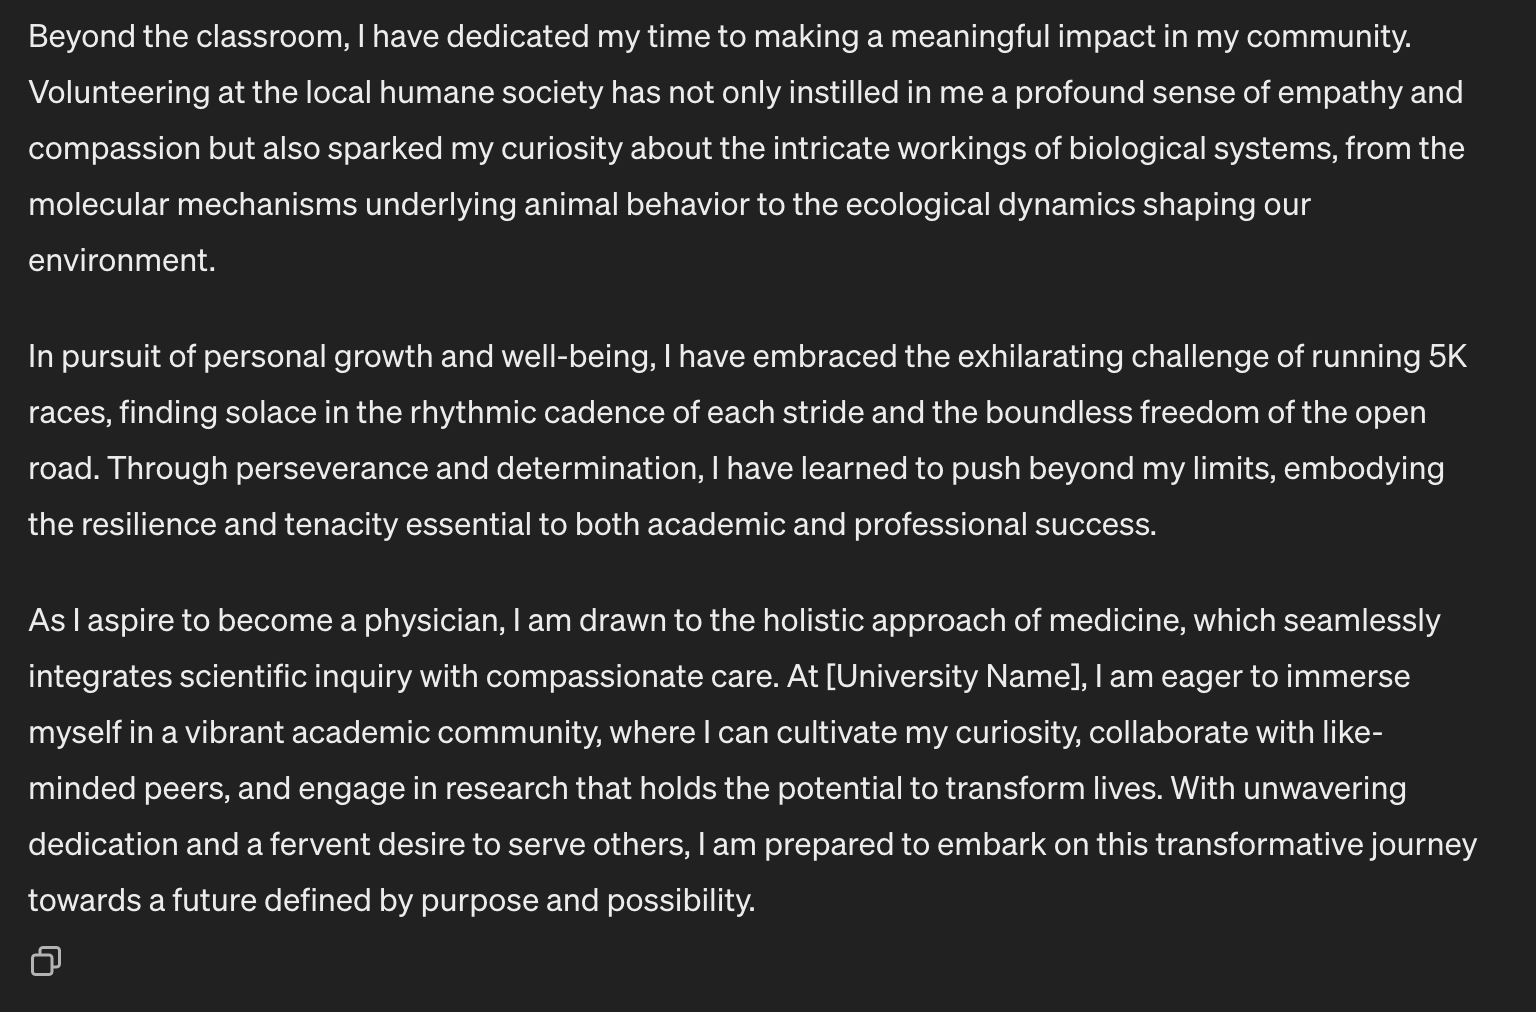 Beyond the classroom, I have dedicated my time to making a meaningful impact in my community.
Volunteering at the local humane society has not only instilled in me a profound sense of empathy and
compassion but also sparked my curiosity about the intricate workings of biological systems, from the
molecular mechanisms underlying animal behavior to the ecological dynamics shaping our
environment.
In pursuit of personal growth and well-being, I have embraced the exhilarating challenge of running 5K
races, finding solace in the rhythmic cadence of each stride and the boundless freedom of the open
road. Through perseverance and determination, I have learned to push beyond my limits, embodying
the resilience and tenacity essential to both academic and professional success.
As I aspire to become a physician, I am drawn to the holistic approach of medicine, which seamlessly
integrates scientific inquiry with compassionate care. At [University Name], I am eager to immerse
myself in a vibrant academic community, where I can cultivate my curiosity, collaborate with like-
minded peers, and engage in research that holds the potential to transform lives. With unwavering
dedication and a fervent desire to serve others, I am prepared to embark on this transformative journey
towards a future defined by purpose and possibility.